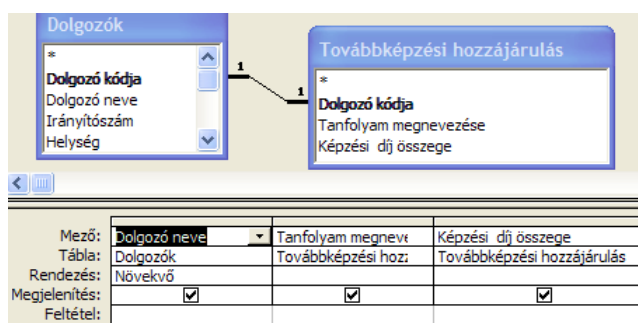 Dolgozók
*
Dolgozó kódja
Dolgozó neve
Irányítószám
Helység
1
1
Továbbképzési hozzájárulás
*
Dolgozó kódja
Tanfolyam megnevezése
Képzési díj összege
Mező: Dolgozó neve Tanfolyam megneve Képzési díj összege
Tábla: Dolgozók Továbbképzési hozz Továbbképzési hozzájárulás
Rendezés: Növekvő
Megjelenítés:
Feltétel: